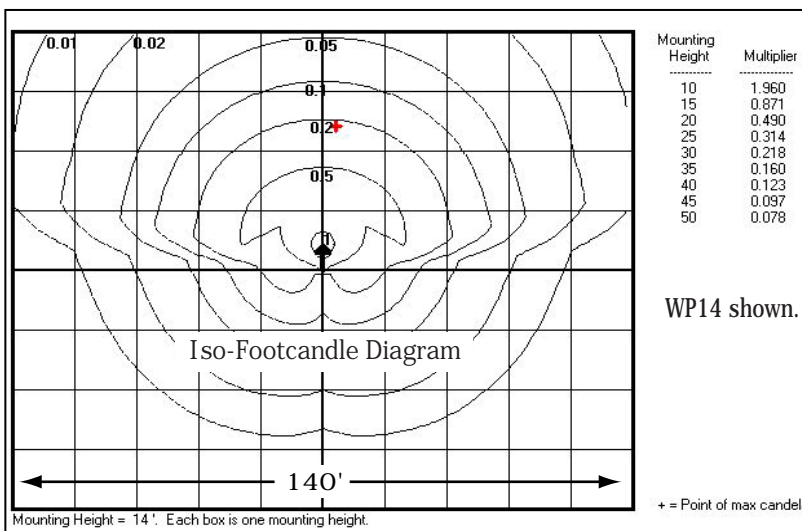 0.01 0.02 0.05
0.1
0.2
0.5
1
Iso-Footcandle Diagram
140'
Mounting Height = 14'. Each box is one mounting height.
Mounting
Height Multiplier
---------- ----------
10 1.960
15 0.871
20 0.490
25 0.314
30 0.218
35 0.160
40 0.123
45 0.097
50 0.078
WP14 shown.
+ = Point of max candel